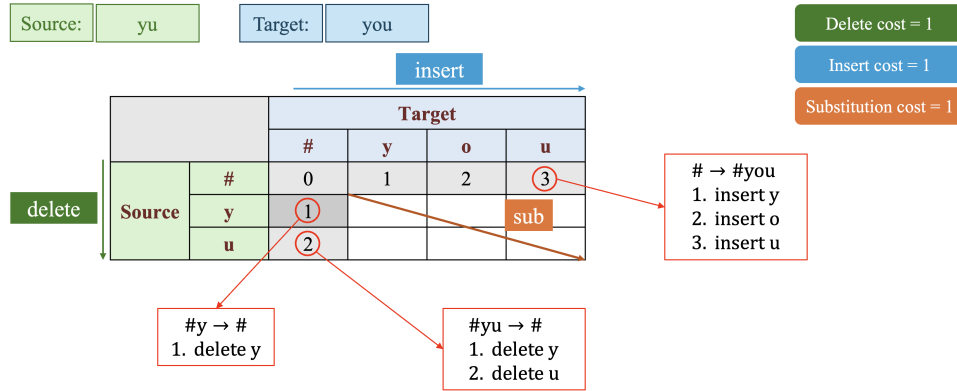 Source: yu
Target: you
Delete cost = 1
Insert cost = 1
Substitution cost = 1
insert
Target
# y o u
delete
Source
# 0 1 2 3
y 1
u 2
sub
# → #you
1. insert y
2. insert o
3. insert u
#y → #
1. delete y
#yu → #
1. delete y
2. delete u